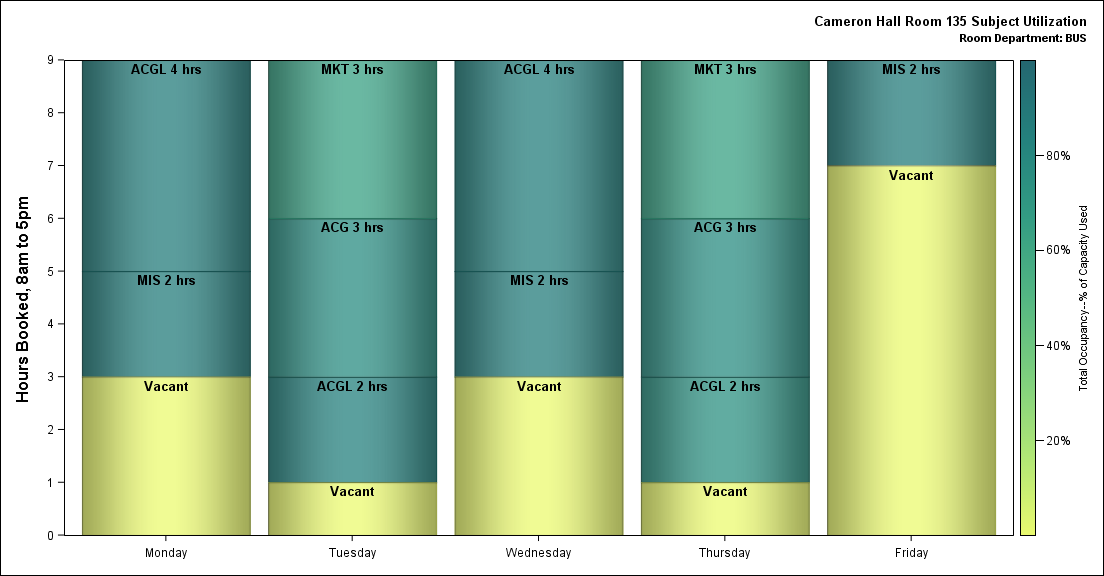 Cameron Hall Room 135 Subject Utilization
Room Department: BUS
Hours Booked, 8am to 5pm
9
8
7
6
5
4
3
2
1
0
ACGL 4 hrs
MIS 2 hrs
Vacant
MKT 3 hrs
ACG 3 hrs
ACGL 2 hrs
Vacant
ACGL 4 hrs
MIS 2 hrs
Vacant
MKT 3 hrs
ACG 3 hrs
ACGL 2 hrs
Vacant
MIS 2 hrs
Vacant
Monday
Tuesday
Wednesday
Thursday
Friday
80%
60%
40%
20%
Total Occupancy--% of Capacity Used